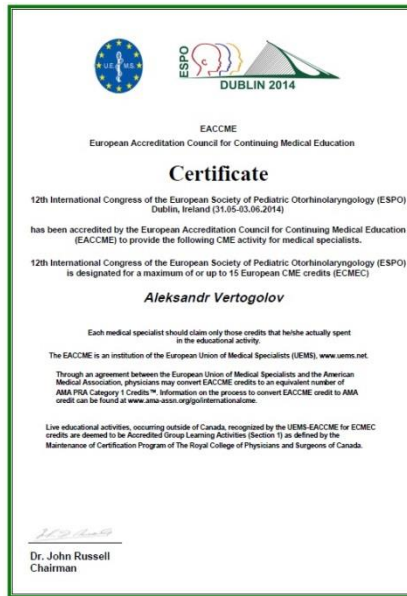 U.E.M.S.
ESPO
DUBLIN 2014
EACCME
European Accreditation Council for Continuing Medical Education
Certificate
12th International Congress of the European Society of Pediatric Otorhinolaryngology (ESPO)
Dublin, Ireland (31.05-03.06.2014)
has been accredited by the European Accreditation Council for Continuing Medical Education
(EACCME) to provide the following CME activity for medical specialists.
12th International Congress of the European Society of Pediatric Otorhinolaryngology (ESPO)
is designated for a maximum of or up to 15 European CME credits (ECMEC)
Aleksandr Vertogolov
Each medical specialist should claim only those credits that he/she actually spent
in the educational activity.
The EACCME is an institution of the European Union of Medical Specialists (UEMS), www.uems.net.
Through an agreement between the European Union of Medical Specialists and the American
Medical Association, physicians may convert EACCME credits to an equivalent number of
AMA PRA Category 1 Credits™. Information on the process to convert EACCME credit to AMA
credit can be found at www.ama-assn.org/go/internationalcme.
Live educational activities, occurring outside of Canada, recognized by the UEMS-EACCME for ECMEC
credits are deemed to be Accredited Group Learning Activities (Section 1) as defined by the
Maintenance of Certification Program of The Royal College of Physicians and Surgeons of Canada.
Dr. John Russell
Chairman